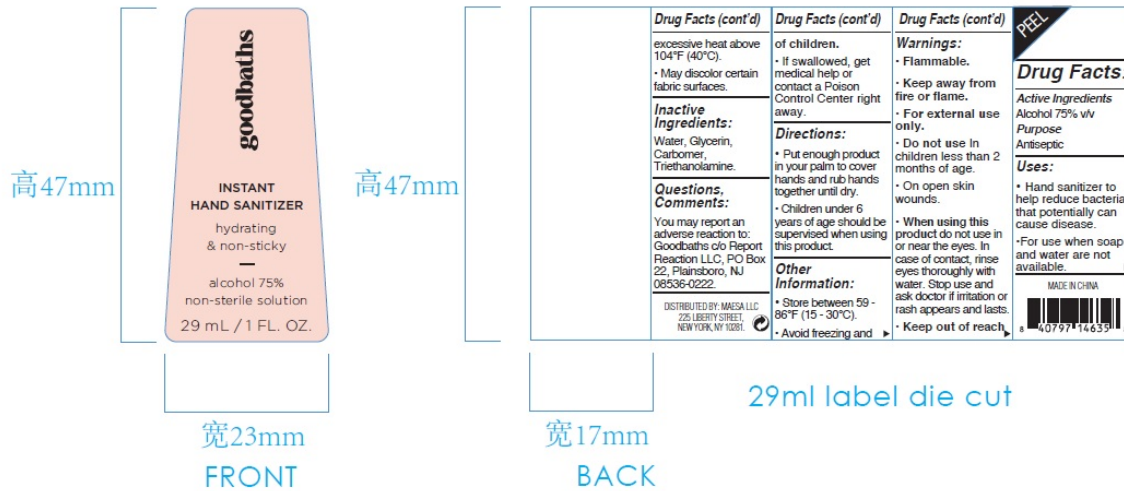 goodbaths
INSTANT
HAND SANITIZER
hydrating
& non-sticky
alcohol 75%
non-sterile solution
29 mL / 1 FL. OZ.
高47mm
宽23mm
FRONT
高47mm
Drug Facts (cont'd)
excessive heat above
104°F (40°C).
• May discolor certain
fabric surfaces.
Inactive
Ingredients:
Water, Glycerin,
Carbomer,
Triethanolamine.
Questions,
Comments:
You may report an
adverse reaction to:
Goodbaths c/o Report
Reaction LLC, PO Box
22, Plainsboro, NJ
08536-0222.
DISTRIBUTED BY: MAESA LLC
225 LIBERTY STREET,
NEW YORK, NY 10281.
Drug Facts (cont'd)
of children.
• If swallowed, get
medical help or
contact a Poison
Control Center right
away.
Directions:
• Put enough product
in your palm to cover
hands and rub hands
together until dry.
• Children under 6
years of age should be
supervised when using
this product.
Other
Information:
• Store between 59 -
86°F (15 - 30°C).
• Avoid freezing and
Drug Facts (cont'd)
Warnings:
• Flammable.
• Keep away from
fire or flame.
• For external use
only.
• Do not use In
children less than 2
months of age.
• On open skin
wounds.
• When using this
product do not use in
or near the eyes. In
case of contact, rinse
eyes thoroughly with
water. Stop use and
ask doctor if irritation or
rash appears and lasts.
• Keep out of reach
PEEL
Drug Facts:
Active Ingredients
Alcohol 75% v/v
Purpose
Antiseptic
Uses:
• Hand sanitizer to
help reduce bacteria
that potentially can
cause disease.
•For use when soap
and water are not
available.
MADE IN CHINA
8 40797 14635
宽17mm
BACK
29ml label die cut